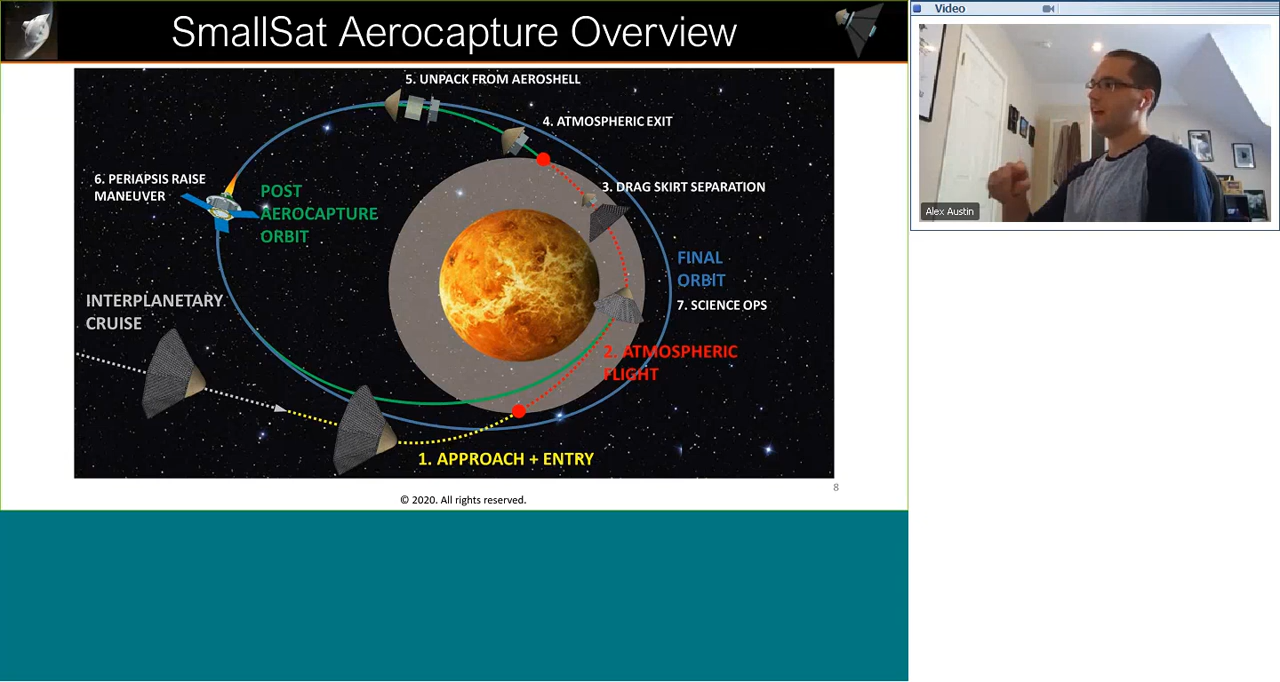 SmallSat Aerocapture Overview
5. UNPACK FROM AEROSHELL
4. ATMOSPHERIC EXIT
6. PERIAPSIS RAISE
MANEUVER
3. DRAG SKIRT SEPARATION
POST
AEROCAPTURE
ORBIT
FINAL
ORBIT
7. SCIENCE OPS
INTERPLANETARY
CRUISE
2. ATMOSPHERIC
FLIGHT
1. APPROACH + ENTRY
8
© 2020. All rights reserved.
Video
Alex Austin